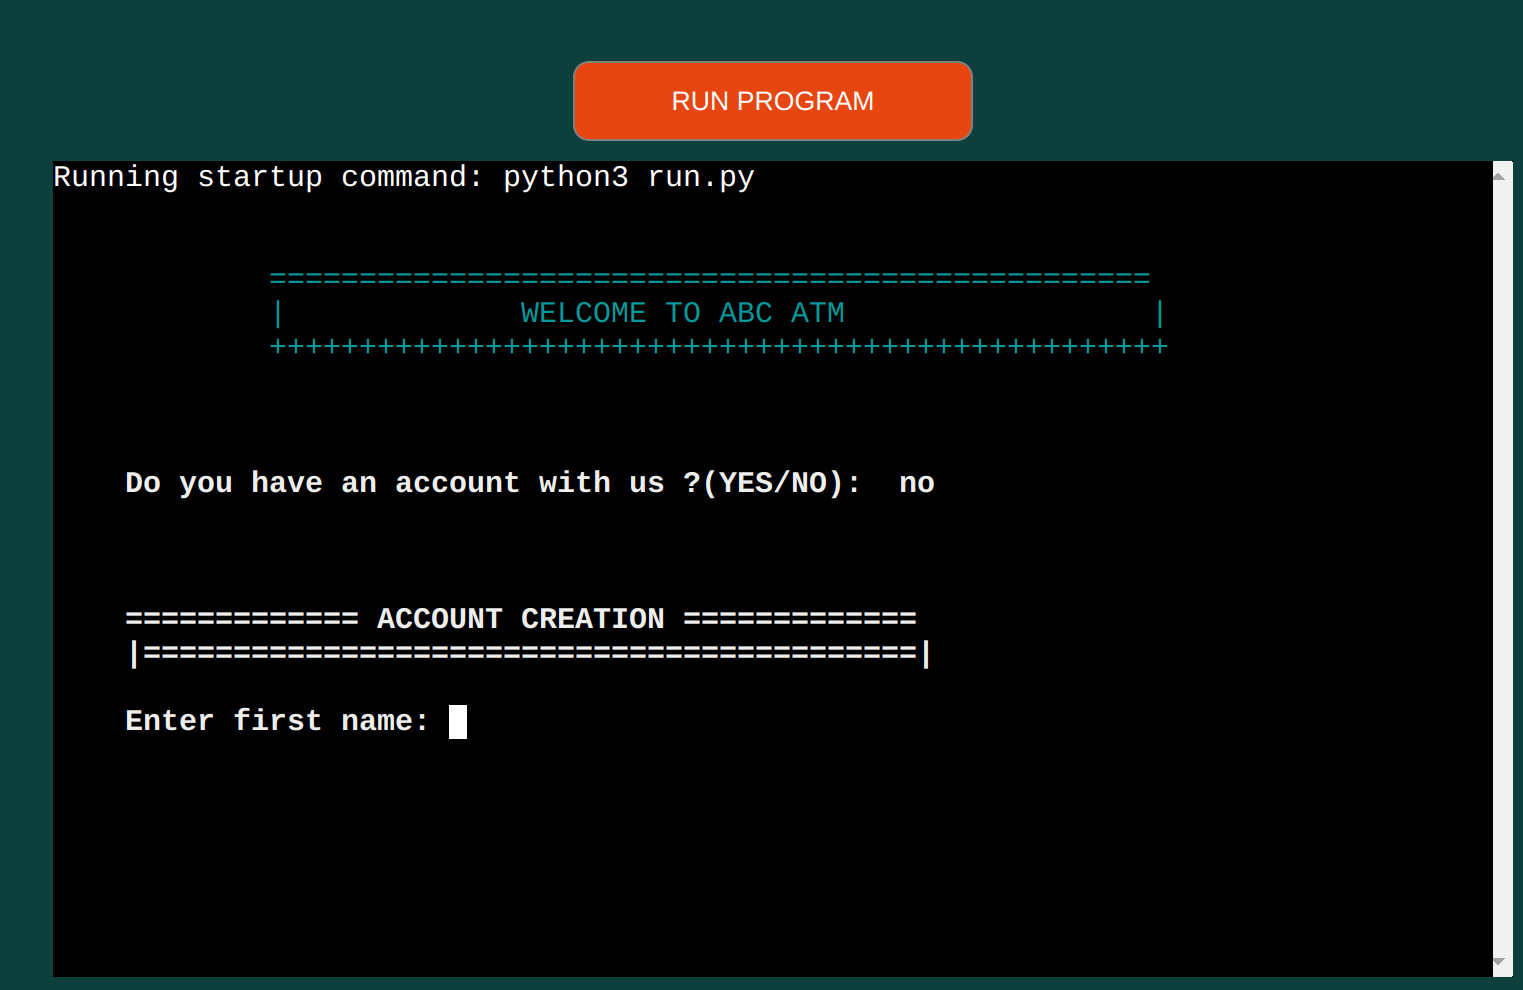 RUN PROGRAM
Running startup command: python3 run.py
=================================================
| WELCOME TO ABC ATM |
++++++++++++++++++++++++++++++++++++++++++++++++++
Do you have an account with us ?(YES/NO):  no
============= ACCOUNT CREATION =============
|===========================================|
Enter first name: